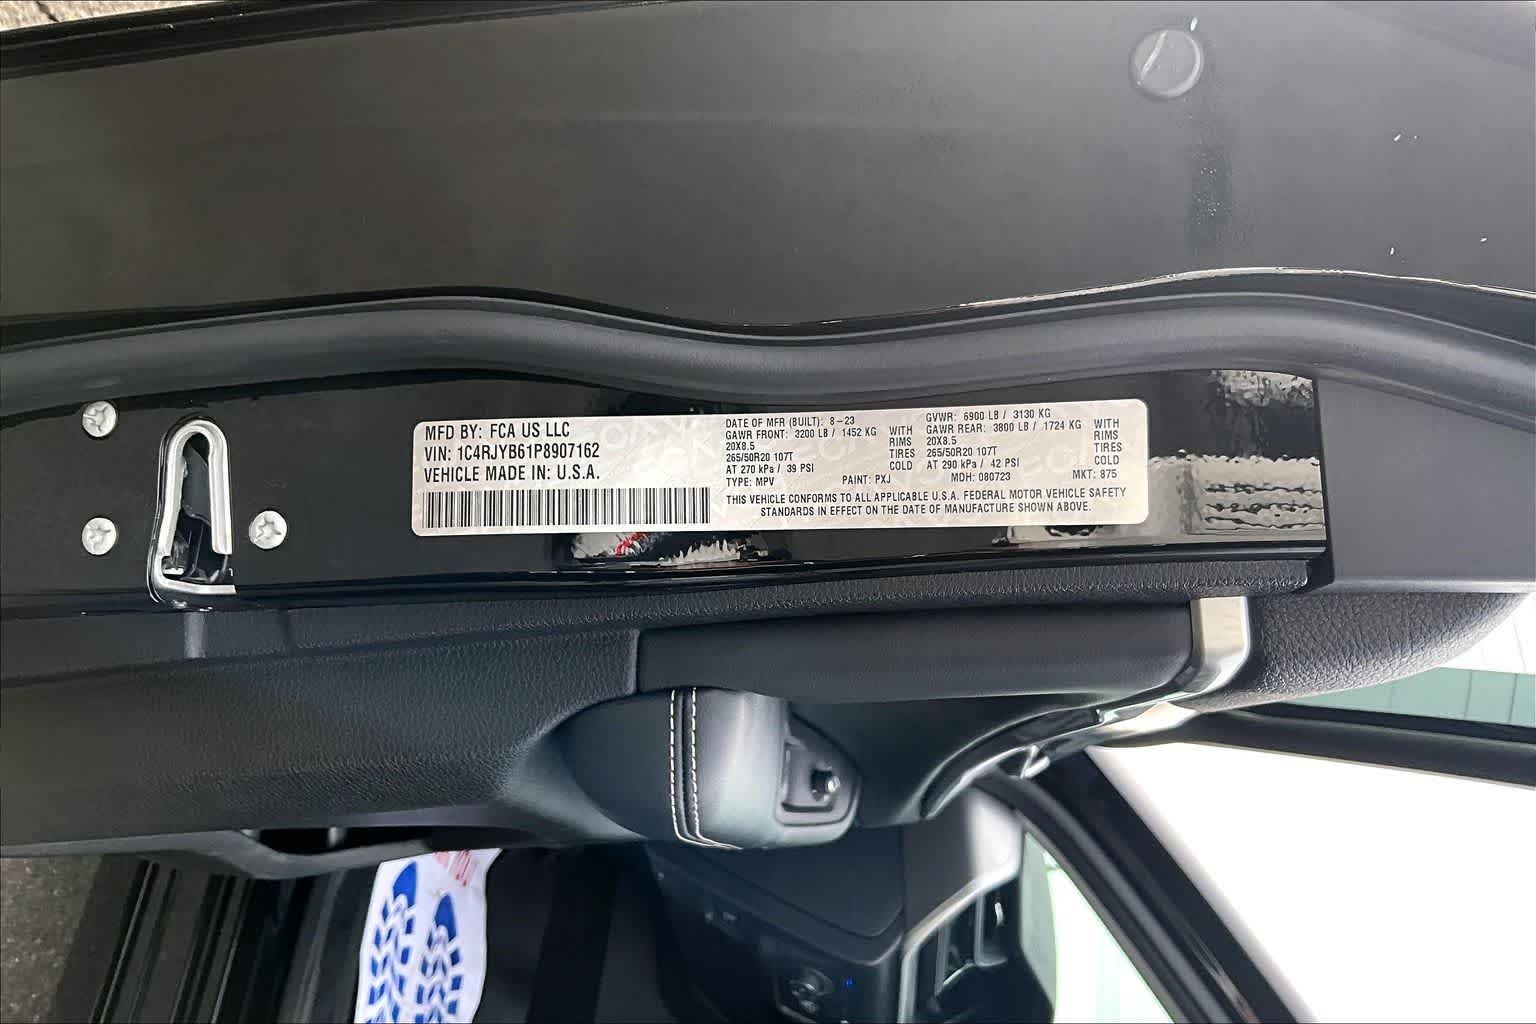 MFD BY: FCA US LLC
VIN: 1C4RJYB61P8907162
VEHICLE MADE IN: U.S.A.
DATE OF MFR (BUILT): 8-23
GAWR FRONT: 3200 LB / 1452 KG WITH
20X8.5 RIMS
265/50R20 107T TIRES
AT 270 kPa / 39 PSI COLD
TYPE: MPV
GVWR: 6900 LB / 3130 KG
GAWR REAR: 3800 LB / 1724 KG WITH
20X8.5 RIMS
265/50R20 107T TIRES
AT 290 kPa / 42 PSI COLD
PAINT: PXJ MDH: 080723 MKT: 875
THIS VEHICLE CONFORMS TO ALL APPLICABLE U.S.A. FEDERAL MOTOR VEHICLE SAFETY
STANDARDS IN EFFECT ON THE DATE OF MANUFACTURE SHOWN ABOVE.